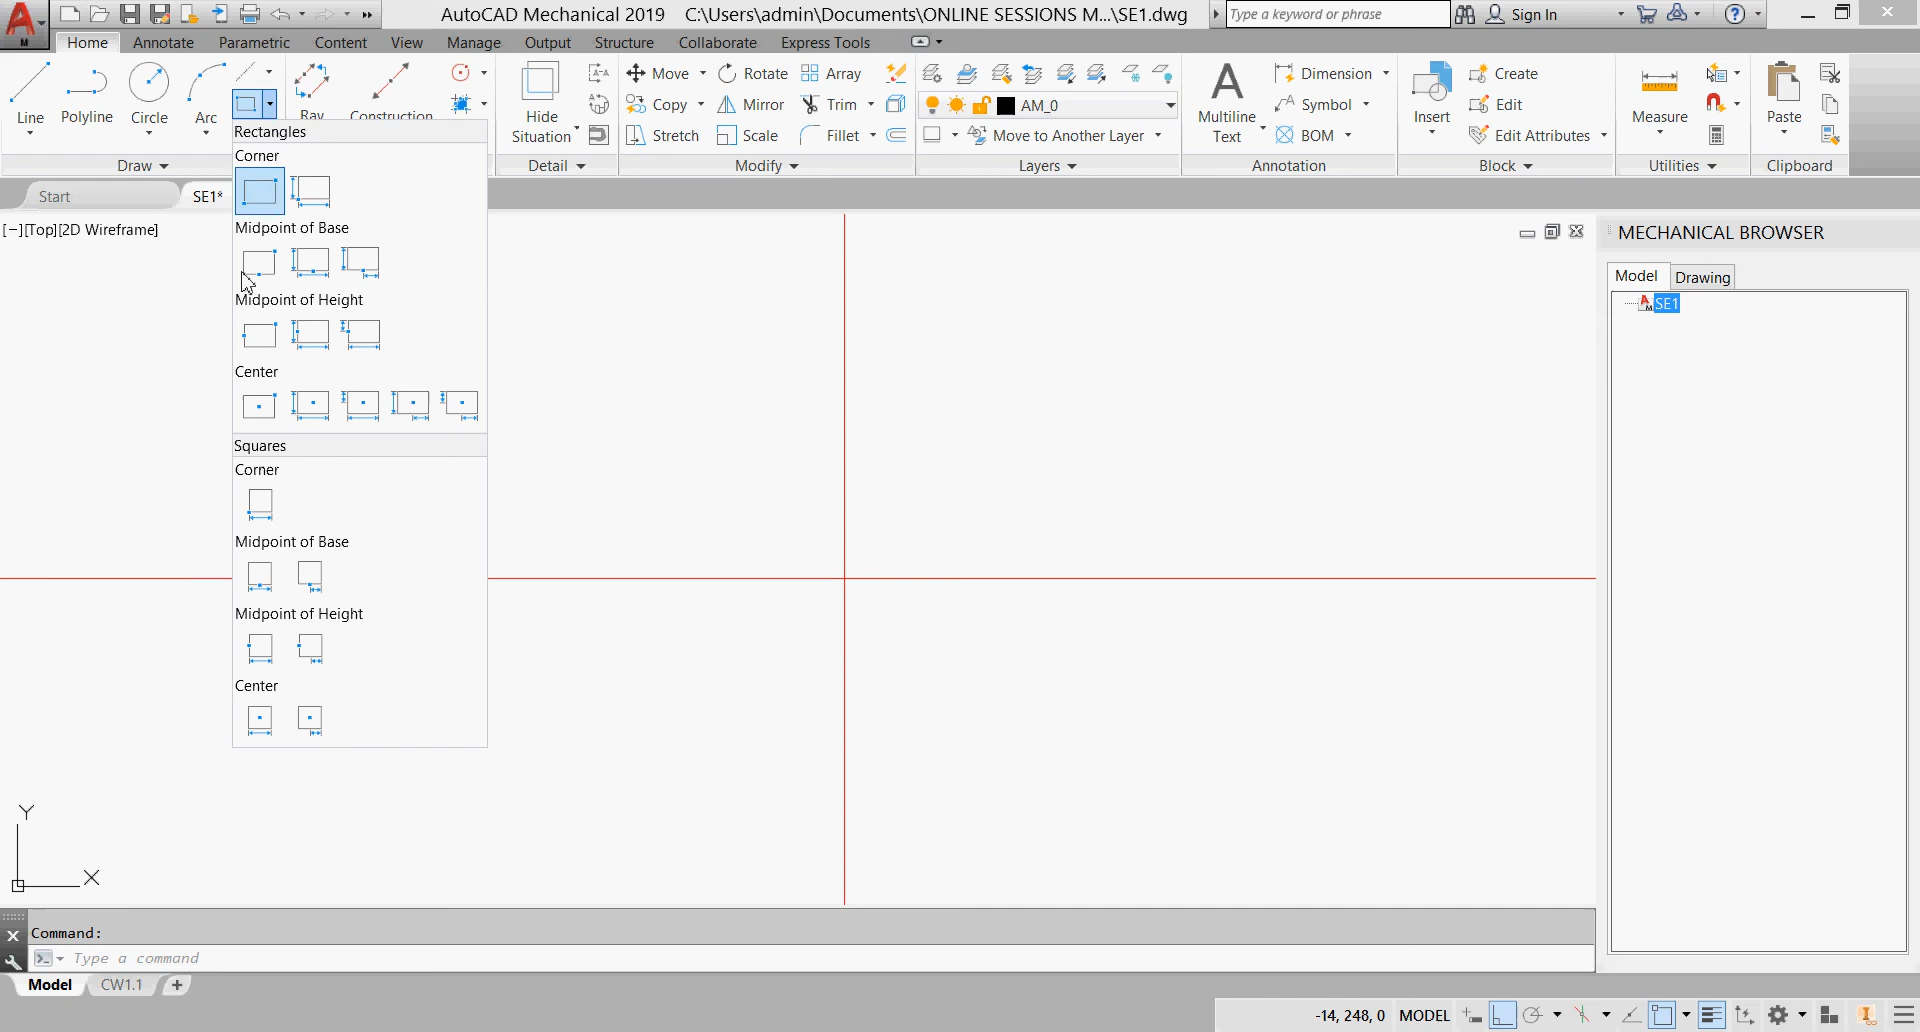 AutoCAD Mechanical 2019 C:\Users\admin\Documents\ONLINE SESSIONS M...\SE1.dwg
Type a keyword or phrase
Sign In
Home Annotate Parametric Content View Manage Output Structure Collaborate Express Tools
Line
Polyline
Circle
Arc
Ray
Construction
Draw
Hide
Situation
Detail
Move
Rotate
Array
Copy
Mirror
Trim
Stretch
Scale
Fillet
Modify
AM_0
Move to Another Layer
Layers
Multiline
Text
Dimension
Symbol
BOM
Annotation
Insert
Create
Edit
Edit Attributes
Block
Measure
Utilities
Paste
Clipboard
Start
SE1*
[−][Top][2D Wireframe]
Rectangles
Corner
Midpoint of Base
Midpoint of Height
Center
Squares
Corner
Midpoint of Base
Midpoint of Height
Center
MECHANICAL BROWSER
Model
Drawing
SE1
Y
X
Command:
Type a command
Model
CW1.1
-14, 248, 0
MODEL